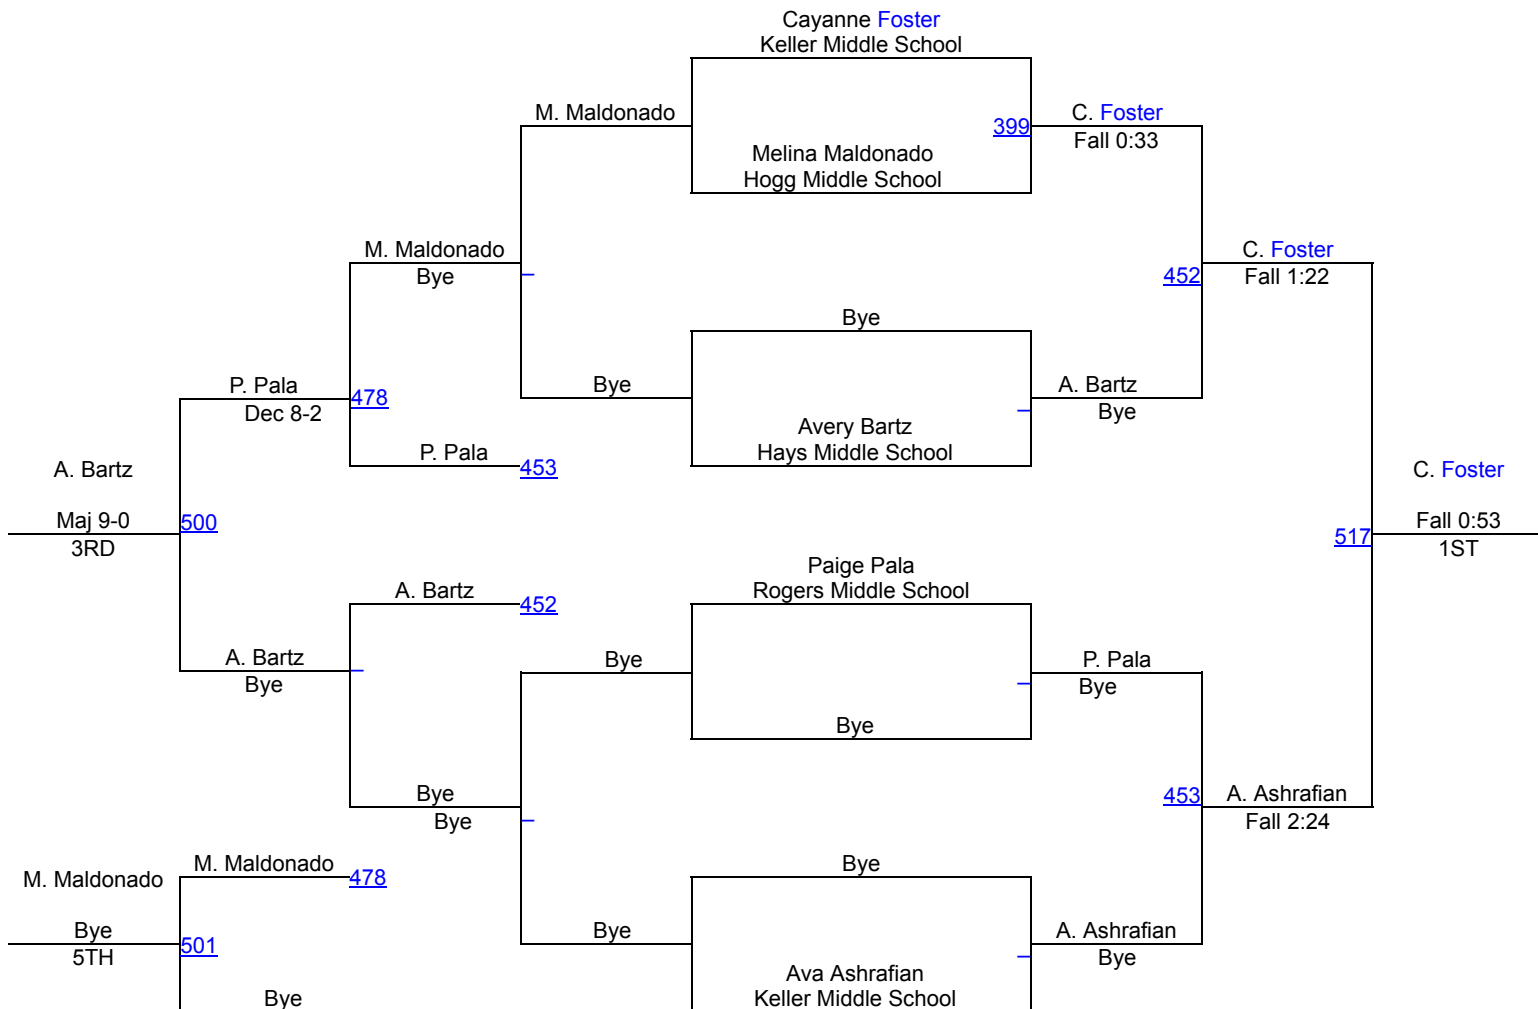 Cayanne Foster
Keller Middle School
M. Maldonado
C. Foster
399
Fall 0:33
Melina Maldonado
Hogg Middle School
M. Maldonado
C. Foster
Bye
452
Fall 1:22
Bye
P. Pala
478
Bye
A. Bartz
Dec 8-2
Bye
Avery Bartz
Hays Middle School
P. Pala
453
A. Bartz
C. Foster
Maj 9-0
500
Fall 0:53
3RD
517
1ST
Paige Pala
Rogers Middle School
A. Bartz
452
A. Bartz
Bye
P. Pala
Bye
Bye
Bye
Bye
453
A. Ashrafian
Bye
Fall 2:24
M. Maldonado
M. Maldonado
478
Bye
Bye
501
Bye
A. Ashrafian
5TH
Bye
Ava Ashrafian
Bye
Keller Middle School